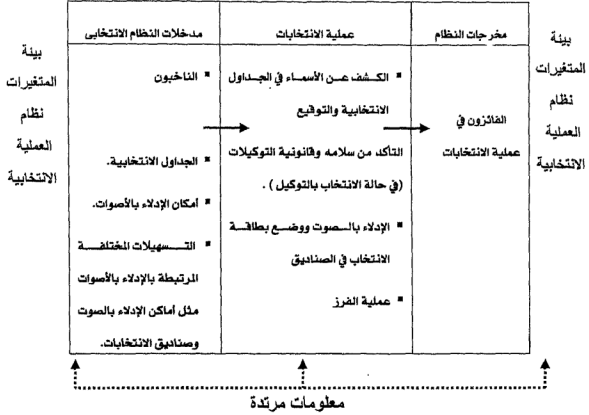 مدخلات النظام الانتخابى
عملية الانتخابات
مخرجات النظام
بيئة
المتغيرات
نظام
العملية
الانتخابية
▪ الناخبون
▪ الجداول الانتخابية.
▪ أمكان الإدلاء بالأصوات.
▪ التسهيلات المختلفة
المرتبطة بالإدلاء بالأصوات
مثل أماكن الإدلاء بالصوت
وصناديق الانتخابات.
▪ الكشف عن الأسماء في الجداول
الانتخابية والتوقيع
التأكد من سلامه وقانونية التوكيلات
(في حالة الانتخاب بالتوكيل) .
▪ الإدلاء بالصوت ووضع بطاقة
الانتخاب في الصناديق
▪ عملية الفرز
الفائزون في
عملية الانتخابات
بيئة
المتغيرات
نظام
العملية
الانتخابية
معلومات مرتدة